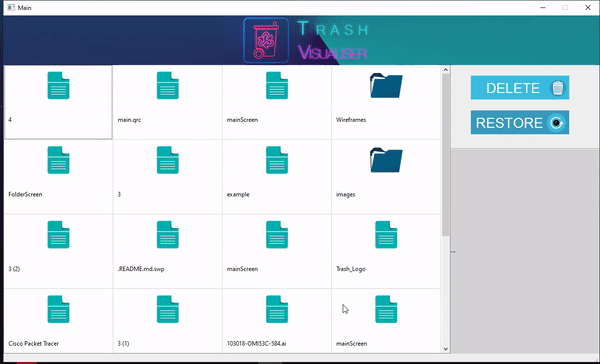 Main
Trash
Visualiser
DELETE
RESTORE
4
main.qrc
mainScreen
Wireframes
FolderScreen
3
example
images
3 (2)
.README.md.swp
mainScreen
Trash_Logo
Cisco Packet Tracer
3 (1)
103018-OMI53C-584.ai
mainScreen